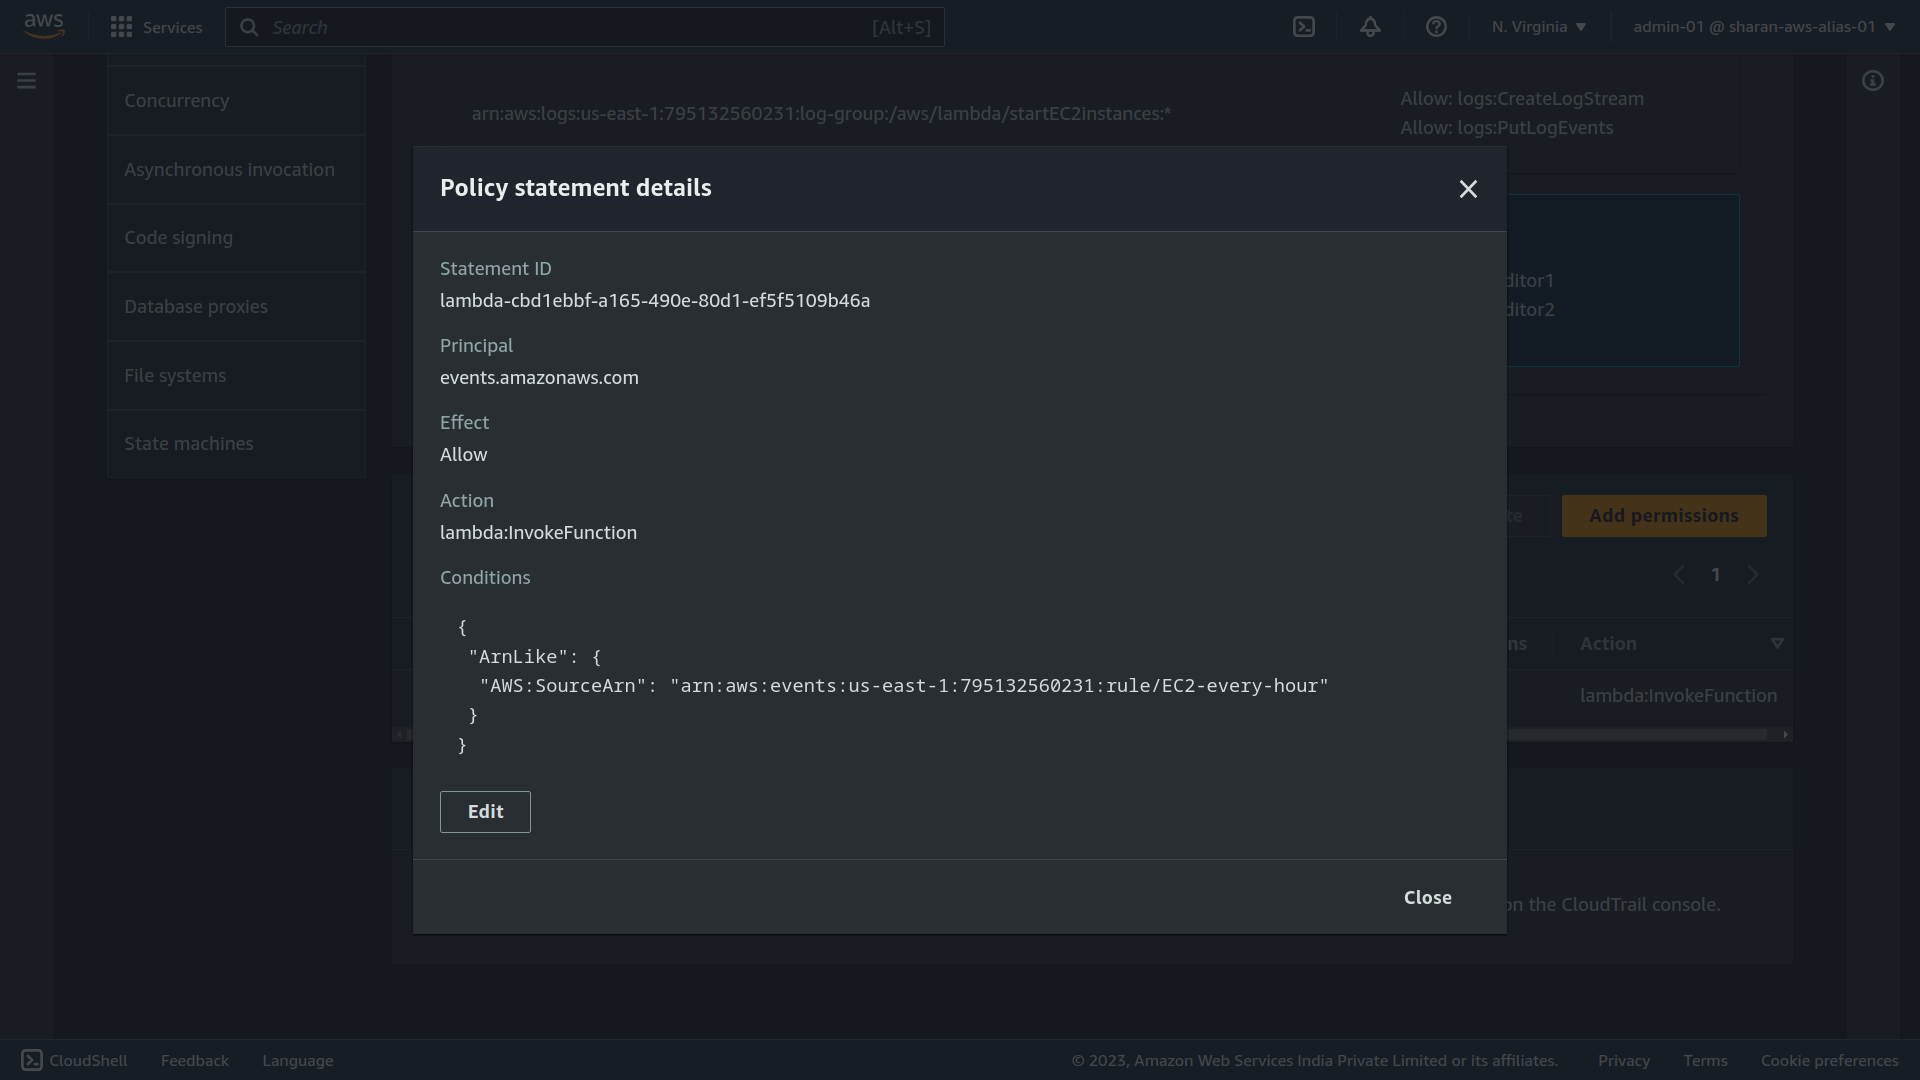 aws
Services
Search
[Alt+S]
N. Virginia
admin-01 @ sharan-aws-alias-01
Concurrency
Asynchronous invocation
Code signing
Database proxies
File systems
State machines
arn:aws:logs:us-east-1:795132560231:log-group:/aws/lambda/startEC2instances:*
Allow: logs:CreateLogStream
Allow: logs:PutLogEvents
Policy statement details
Statement ID
lambda-cbd1ebbf-a165-490e-80d1-ef5f5109b46a
Principal
events.amazonaws.com
Effect
Allow
Action
lambda:InvokeFunction
Conditions
{
"ArnLike": {
"AWS:SourceArn": "arn:aws:events:us-east-1:795132560231:rule/EC2-every-hour"
}
}
Edit
Close
ditor1
ditor2
te
Add permissions
1
ns
Action
lambda:InvokeFunction
on the CloudTrail console.
CloudShell
Feedback
Language
© 2023, Amazon Web Services India Private Limited or its affiliates.
Privacy
Terms
Cookie preferences